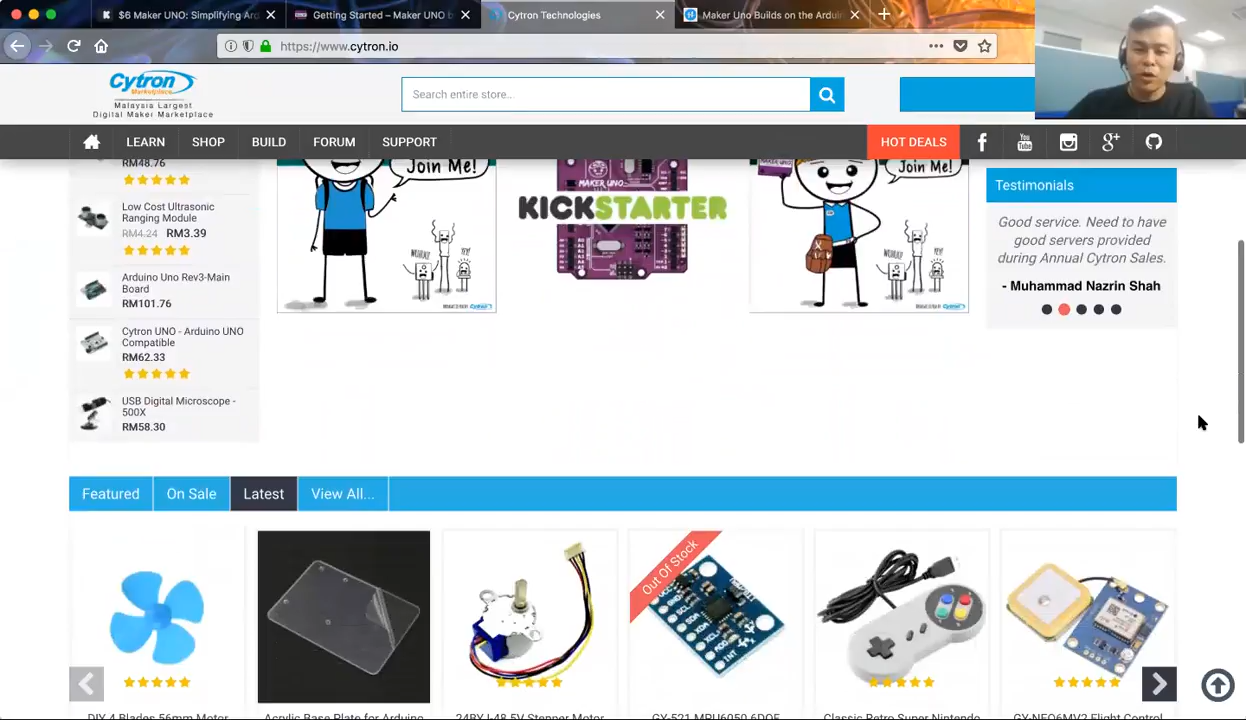 $6 Maker UNO: Simplifying Ard
Getting Started – Maker UNO b
Cytron Technologies
Maker Uno Builds on the Arduin
https://www.cytron.io
Cytron
Marketplace
Malaysia Largest
Digital Maker Marketplace
Search entire store...
LEARN
SHOP
BUILD
FORUM
SUPPORT
HOT DEALS
RM48.76
Low Cost Ultrasonic
Ranging Module
RM4.24 RM3.39
Arduino Uno Rev3-Main
Board
RM101.76
Cytron UNO - Arduino UNO
Compatible
RM62.33
USB Digital Microscope -
500X
RM58.30
Join Me!
MAKER UNO
KICKSTARTER
Join Me!
Testimonials
Good service. Need to have
good servers provided
during Annual Cytron Sales.
- Muhammad Nazrin Shah
Featured
On Sale
Latest
View All...
Out Of Stock
DIY 4 Blades 56mm Motor
Acrylic Base Plate for Arduino
24BYJ-48 5V Stepper Motor
GY-521 MPU6050 6DOF
Classic Retro Super Nintendo
GY-NEO6MV2 Flight Control